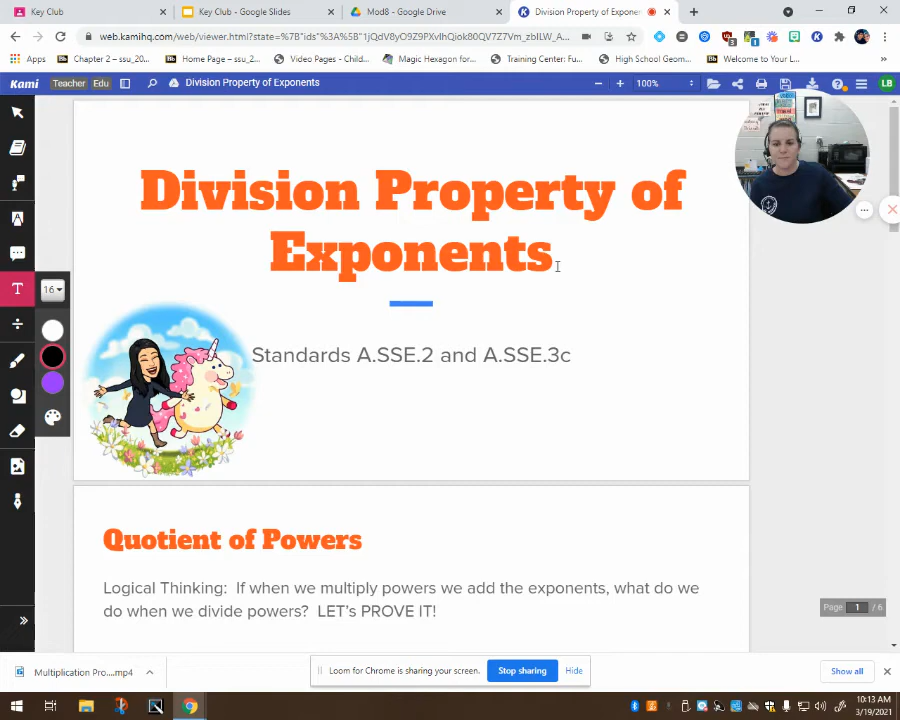 Key Club
Key Club - Google Slides
Mod8 - Google Drive
Division Property of Expone
web.kamihq.com/web/viewer.html?state=%7B"ids"%3A%5B"1jQdV8yO9Z9PXvIhQiok80QV7Z7Vm_zbILW_A...
Apps
Chapter 2 – ssu_20...
Home Page – ssu_2...
Video Pages - Child...
Magic Hexagon for...
Training Center: Fu...
High School Geom...
Welcome to Your L...
Kami
Teacher
Edu
Division Property of Exponents
100%
LB
Division Property of
Exponents
Standards A.SSE.2 and A.SSE.3c
16
Quotient of Powers
Logical Thinking: If when we multiply powers we add the exponents, what do we
do when we divide powers? LET's PROVE IT!
Page 1 / 6
Multiplication Pro....mp4
Loom for Chrome is sharing your screen.
Stop sharing
Hide
Show all
10:13 AM
3/19/2021